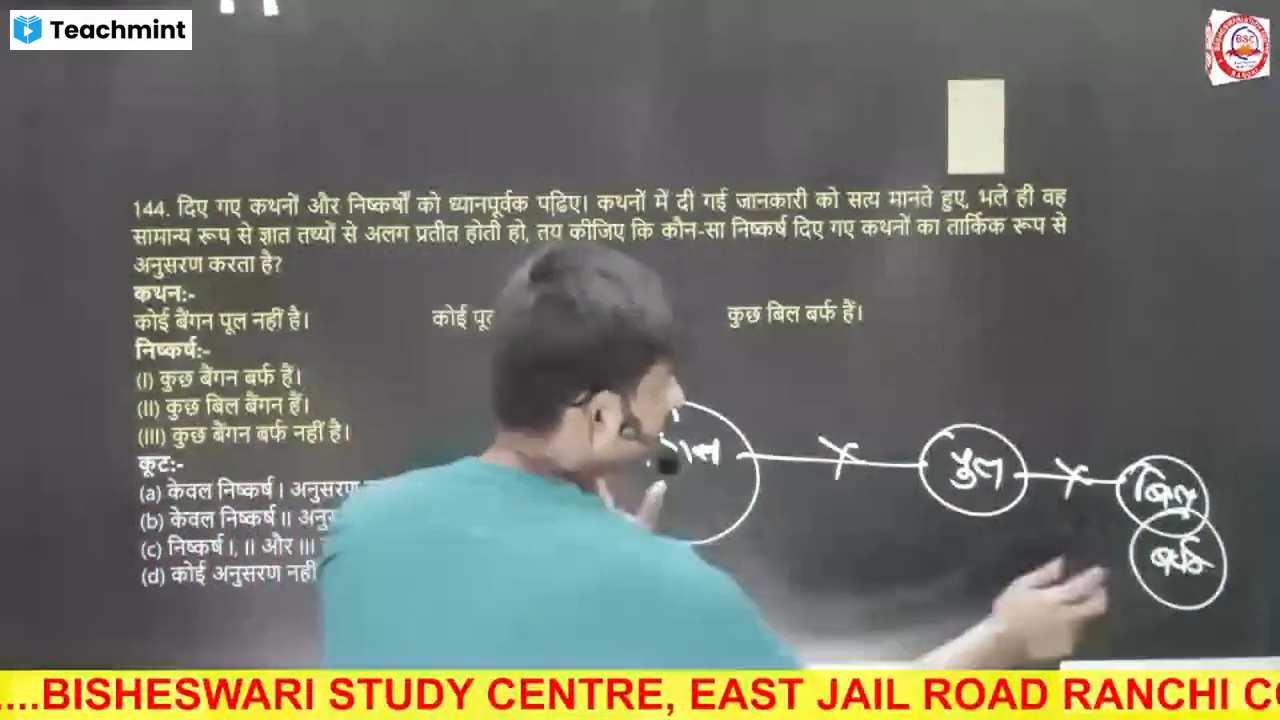 Teachmint
BSC
RANCHI
144. दिए गए कथनों और निष्कर्षों को ध्यानपूर्वक पढ़िए। कथनों में दी गई जानकारी को सत्य मानते हुए, भले ही वह
सामान्य रूप से ज्ञात तथ्यों से अलग प्रतीत होती हो, तय कीजिए कि कौन-सा निष्कर्ष दिए गए कथनों का तार्किक रूप से
अनुसरण करता है?
कथन:-
कोई बैंगन पूल नहीं है। कोई कुछ बिल बर्फ हैं।
निष्कर्ष:-
(I) कुछ बैंगन बर्फ हैं।
(II) कुछ बिल बैंगन हैं।
(III) कुछ बैंगन बर्फ नहीं है।
कूट:-
(a) केवल निष्कर्ष I अनुसरण
(b) केवल निष्कर्ष II
(c) निष्कर्ष I, II और III
(d) कोई अनुसरण नहीं
पुल
बिल
बर्फ
....BISHESWARI STUDY CENTRE, EAST JAIL ROAD RANCHI